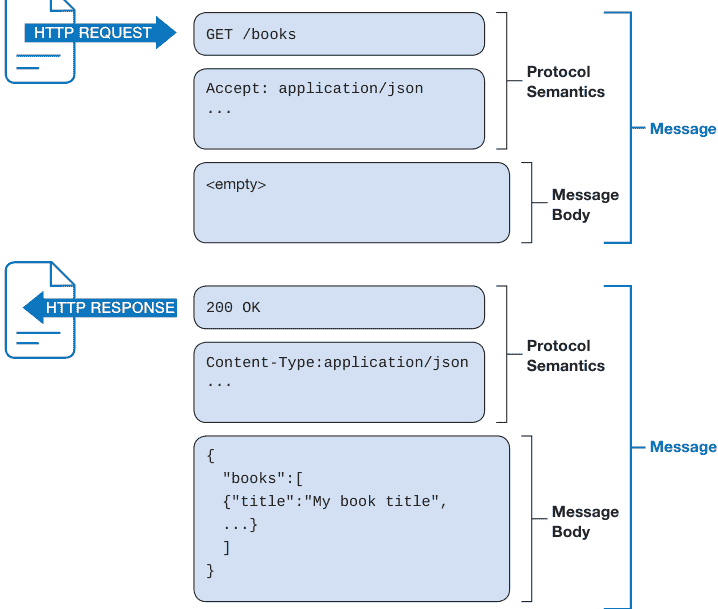 HTTP REQUEST
GET /books
Accept: application/json
...
Protocol
Semantics
Message
<empty>
Message
Body
HTTP RESPONSE
200 OK
Content-Type:application/json
...
Protocol
Semantics
Message
{
"books":[
{"title":"My book title",
...}
]
}
Message
Body